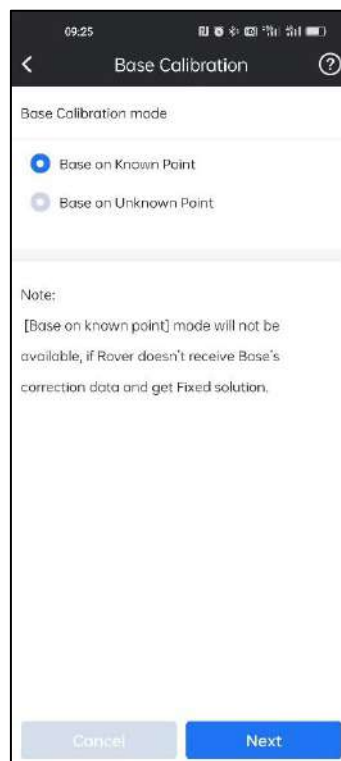 09:25
Base Calibration
Base Calibration mode
Base on Known Point
Base on Unknown Point
Note:
[Base on known point] mode will not be
available, if Rover doesn't receive Base's
correction data and get Fixed solution.
Cancel
Next